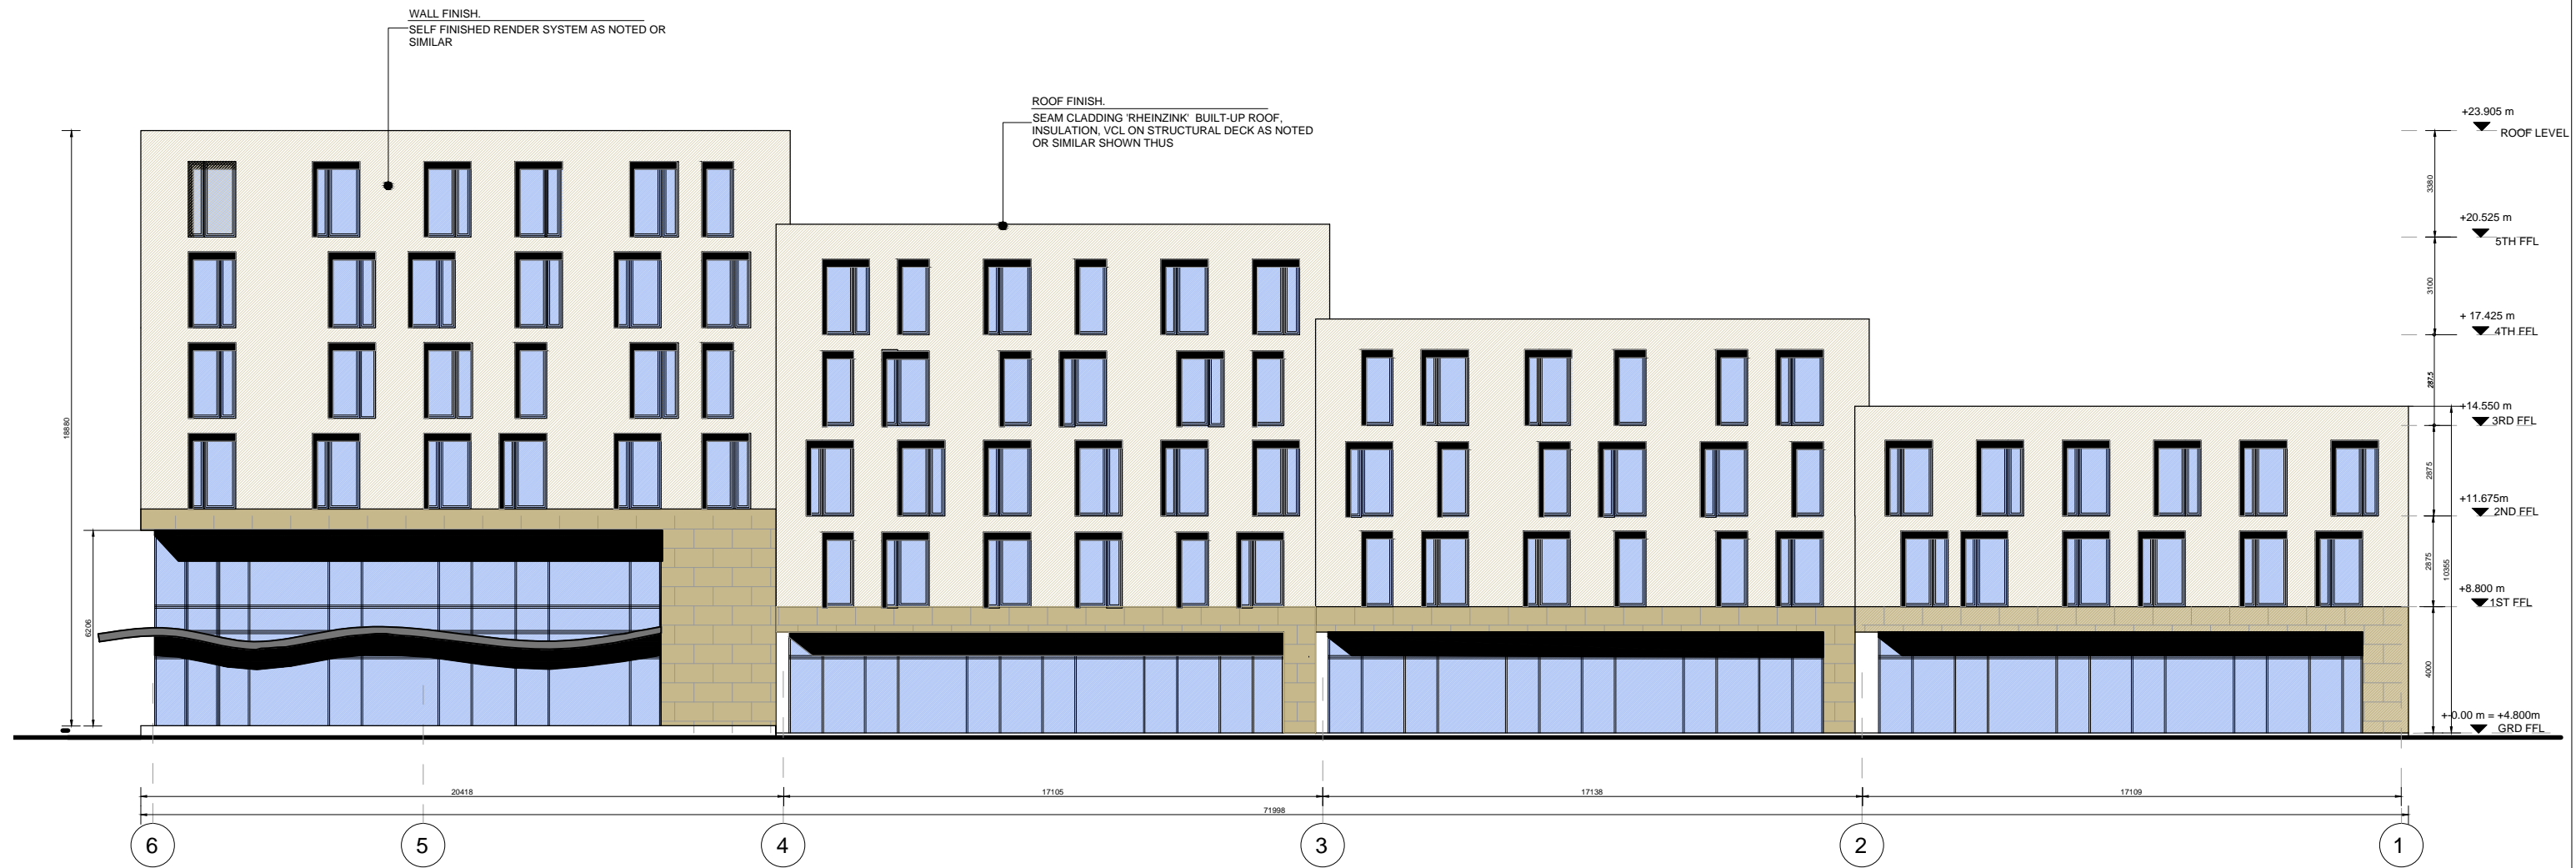 WALL FINISH.
SELF FINISHED RENDER SYSTEM AS NOTED OR
SIMILAR
ROOF FINISH.
SEAM CLADDING 'RHEINZINK' BUILT-UP ROOF,
INSULATION, VCL ON STRUCTURAL DECK AS NOTED
OR SIMILAR SHOWN THUS
+23.905 m
ROOF LEVEL
3380
+20.525 m
5TH FFL
3100
+ 17.425 m
4TH FFL
+14.550 m
3RD FFL
2875
+11.675m
2ND FFL
2875
10355
+8.800 m
1ST FFL
4000
+-0.00 m = +4.800m
GRD FFL
18880
6206
20418
17105
17138
17109
71998
6
5
4
3
2
1